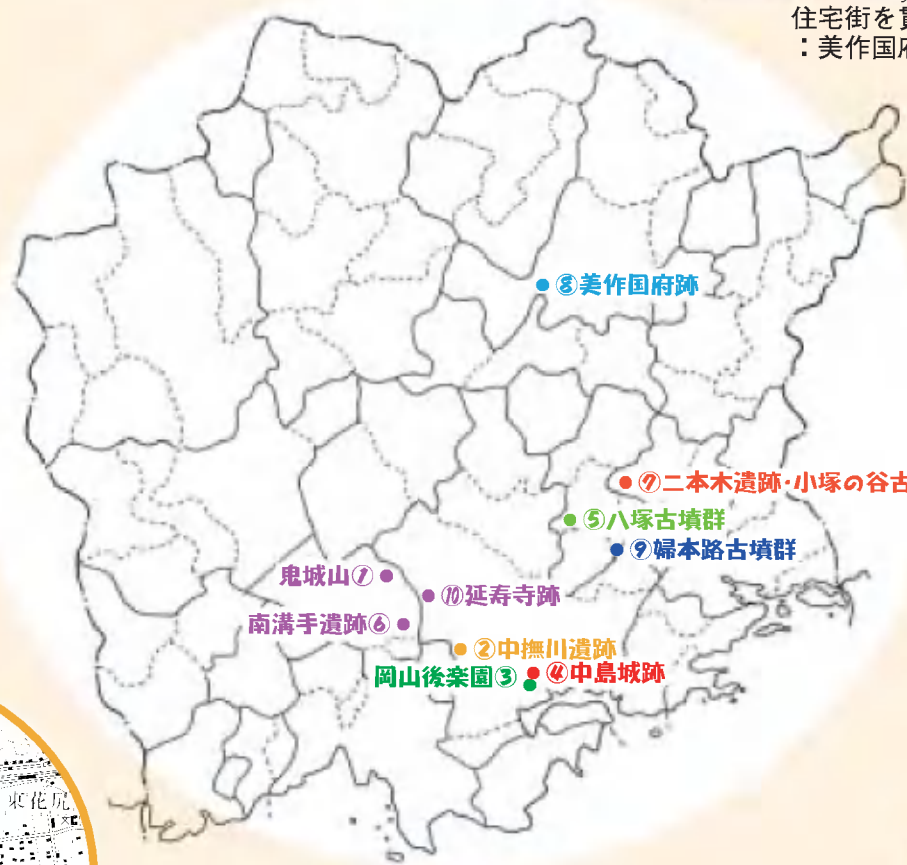 住宅街を貫
：美作国府
⑧美作国府跡
⑦二本木遺跡・小塚の谷古
⑤八塚古墳群
⑨婦本路古墳群
鬼城山①
⑩延寿寺跡
南溝手遺跡⑥
②中撫川遺跡
岡山後楽園③
④中島城跡
東花尻